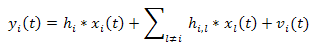 y_i(t) = h_i * x_i(t) + ∑_{l≠i} h_{i,l} * x_l(t) + v_i(t)